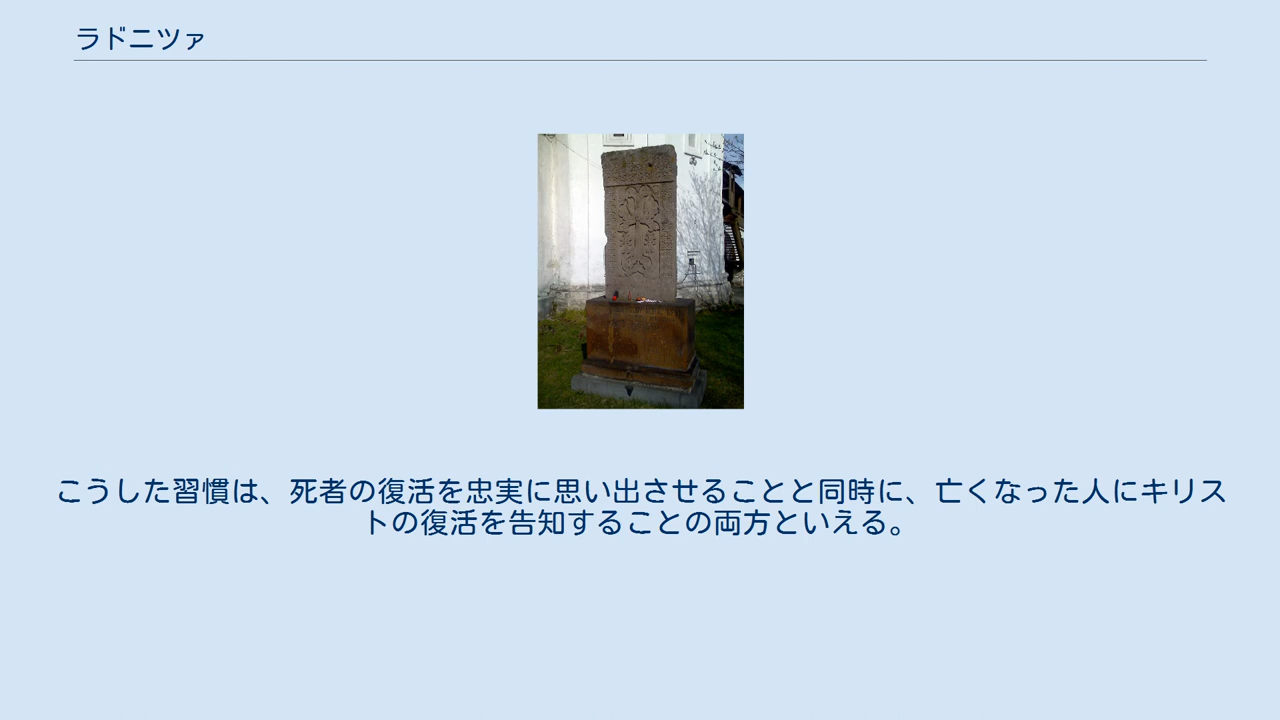 ラドニツァ
こうした習慣は、死者の復活を忠実に思い出させることと同時に、亡くなった人にキリス
トの復活を告知することの両方といえる。